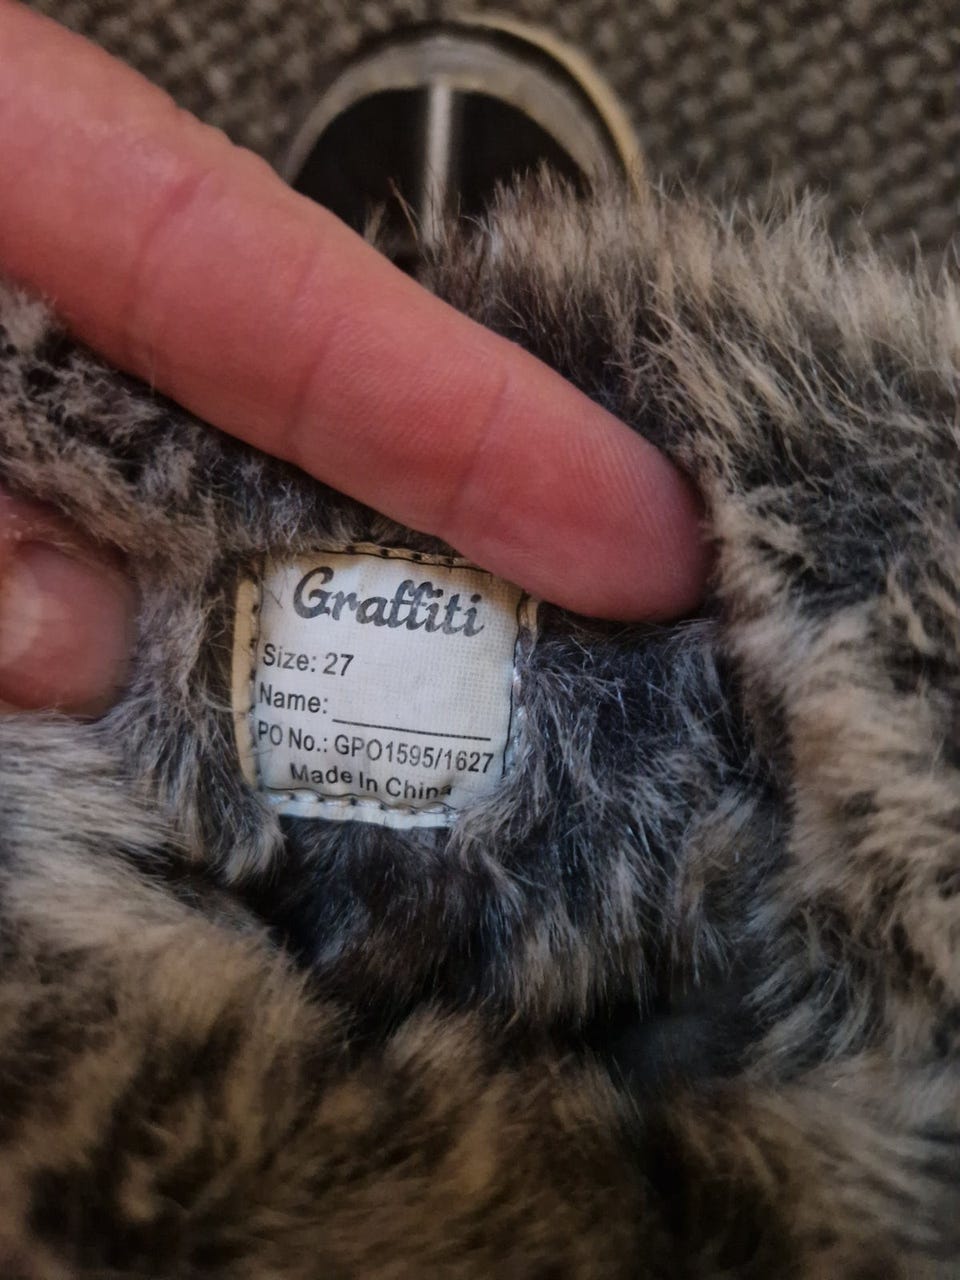 Graffiti
Size: 27
Name:
PO No.: GPO1595/1627
Made In China